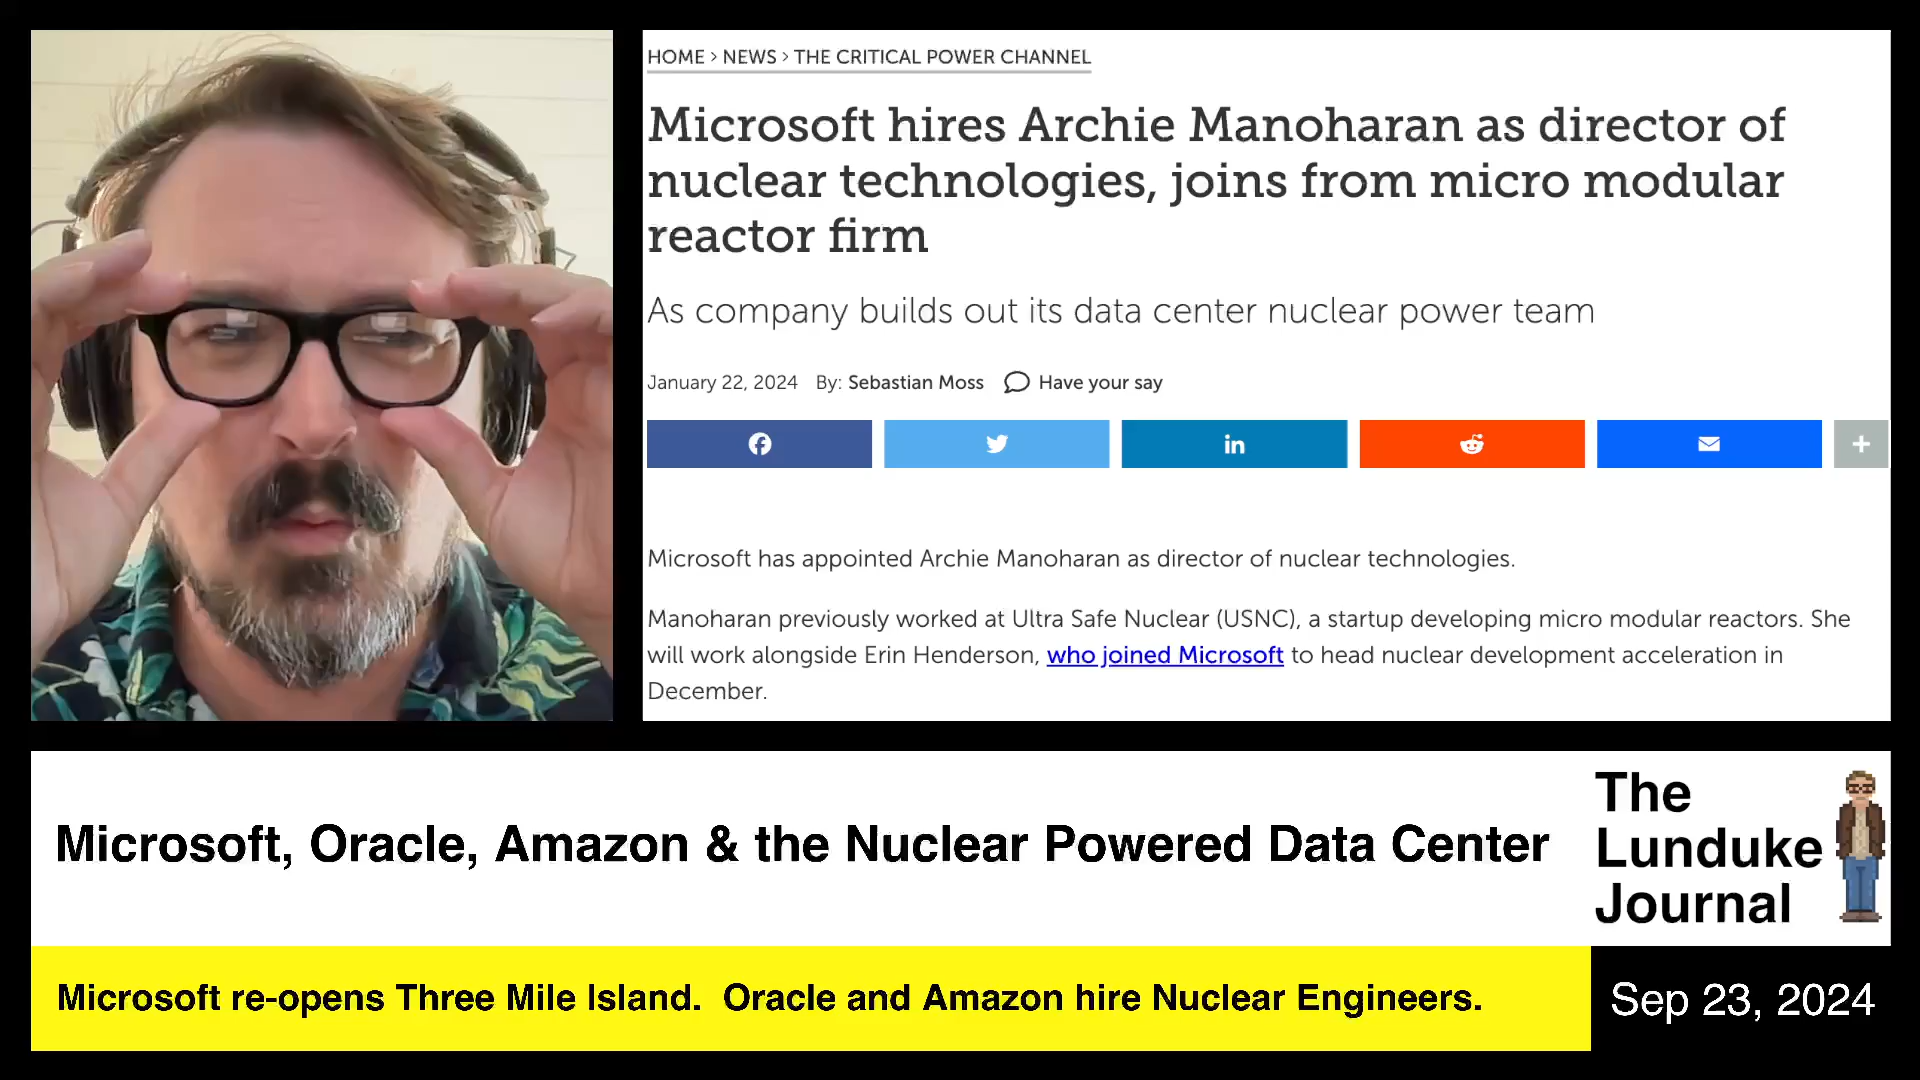 HOME › NEWS › THE CRITICAL POWER CHANNEL
Microsoft hires Archie Manoharan as director of
nuclear technologies, joins from micro modular
reactor firm
As company builds out its data center nuclear power team
January 22, 2024 By: Sebastian Moss Have your say
Microsoft has appointed Archie Manoharan as director of nuclear technologies.
Manoharan previously worked at Ultra Safe Nuclear (USNC), a startup developing micro modular reactors. She
will work alongside Erin Henderson, who joined Microsoft to head nuclear development acceleration in
December.
Microsoft, Oracle, Amazon & the Nuclear Powered Data Center
The
Lunduke
Journal
Microsoft re-opens Three Mile Island. Oracle and Amazon hire Nuclear Engineers.
Sep 23, 2024